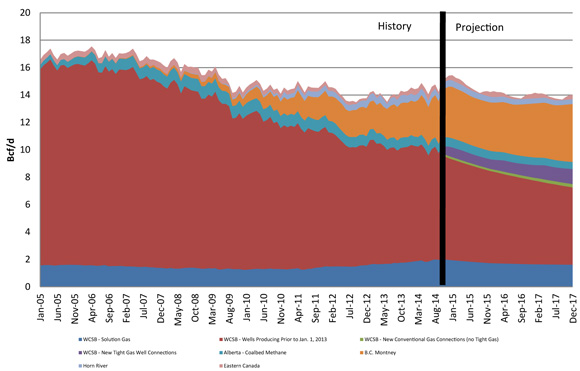 History
Projection
20
18
16
14
12
10
8
6
4
2
0
Bcf/d
Jan-05
Jun-05
Nov-05
Apr-06
Sep-06
Feb-07
Jul-07
Dec-07
May-08
Oct-08
Mar-09
Aug-09
Jan-10
Jun-10
Nov-10
Apr-11
Sep-11
Feb-12
Jul-12
Dec-12
May-13
Oct-13
Mar-14
Aug-14
Jan-15
Jun-15
Nov-15
Apr-16
Sep-16
Feb-17
Jul-17
Dec-17
WCSB - Solution Gas
WCSB - Wells Producing Prior to Jan. 1, 2013
WCSB - New Conventional Gas Connections (no Tight Gas)
WCSB - New Tight Gas Well Connections
Alberta - Coalbed Methane
B.C. Montney
Horn River
Eastern Canada